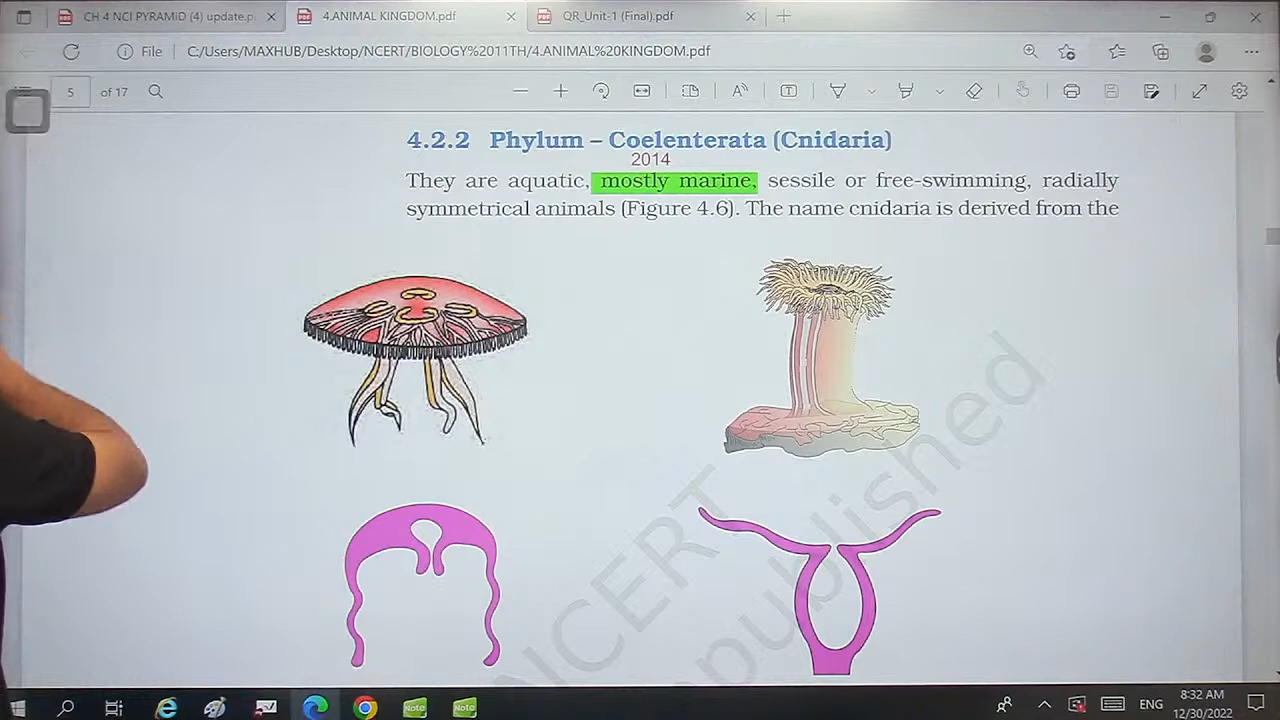 CH 4 NCI PYRAMID (4) update.p
4.ANIMAL KINGDOM.pdf
QR_Unit-1 (Final).pdf
File
C:/Users/MAXHUB/Desktop/NCERT/BIOLOGY%2011TH/4.ANIMAL%20KINGDOM.pdf
5 of 17
4.2.2 Phylum – Coelenterata (Cnidaria)
2014
They are aquatic, mostly marine, sessile or free-swimming, radially
symmetrical animals (Figure 4.6). The name cnidaria is derived from the
NCERT
published
Note
Note
ENG
8:32 AM
12/30/2022